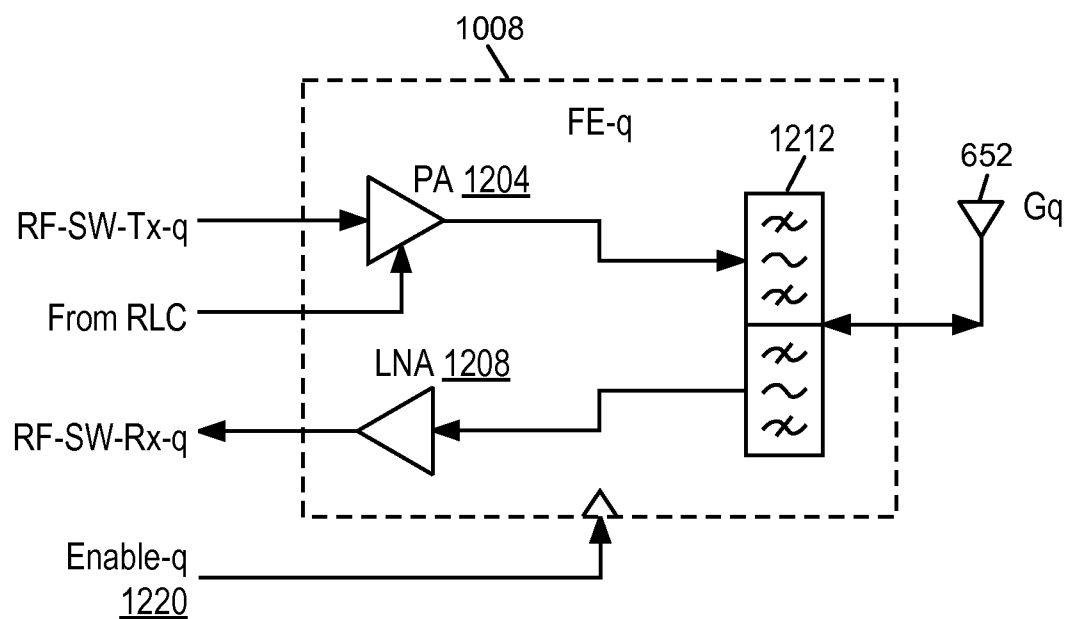 1008
FE-q
1212
652
Gq
PA 1204
RF-SW-Tx-q
From RLC
LNA 1208
RF-SW-Rx-q
Enable-q
1220